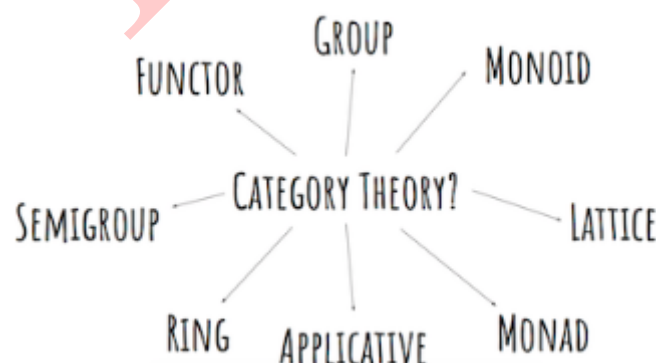 GROUP
FUNCTOR
MONOID
CATEGORY THEORY?
SEMIGROUP
LATTICE
RING
APPLICATIVE
MONAD